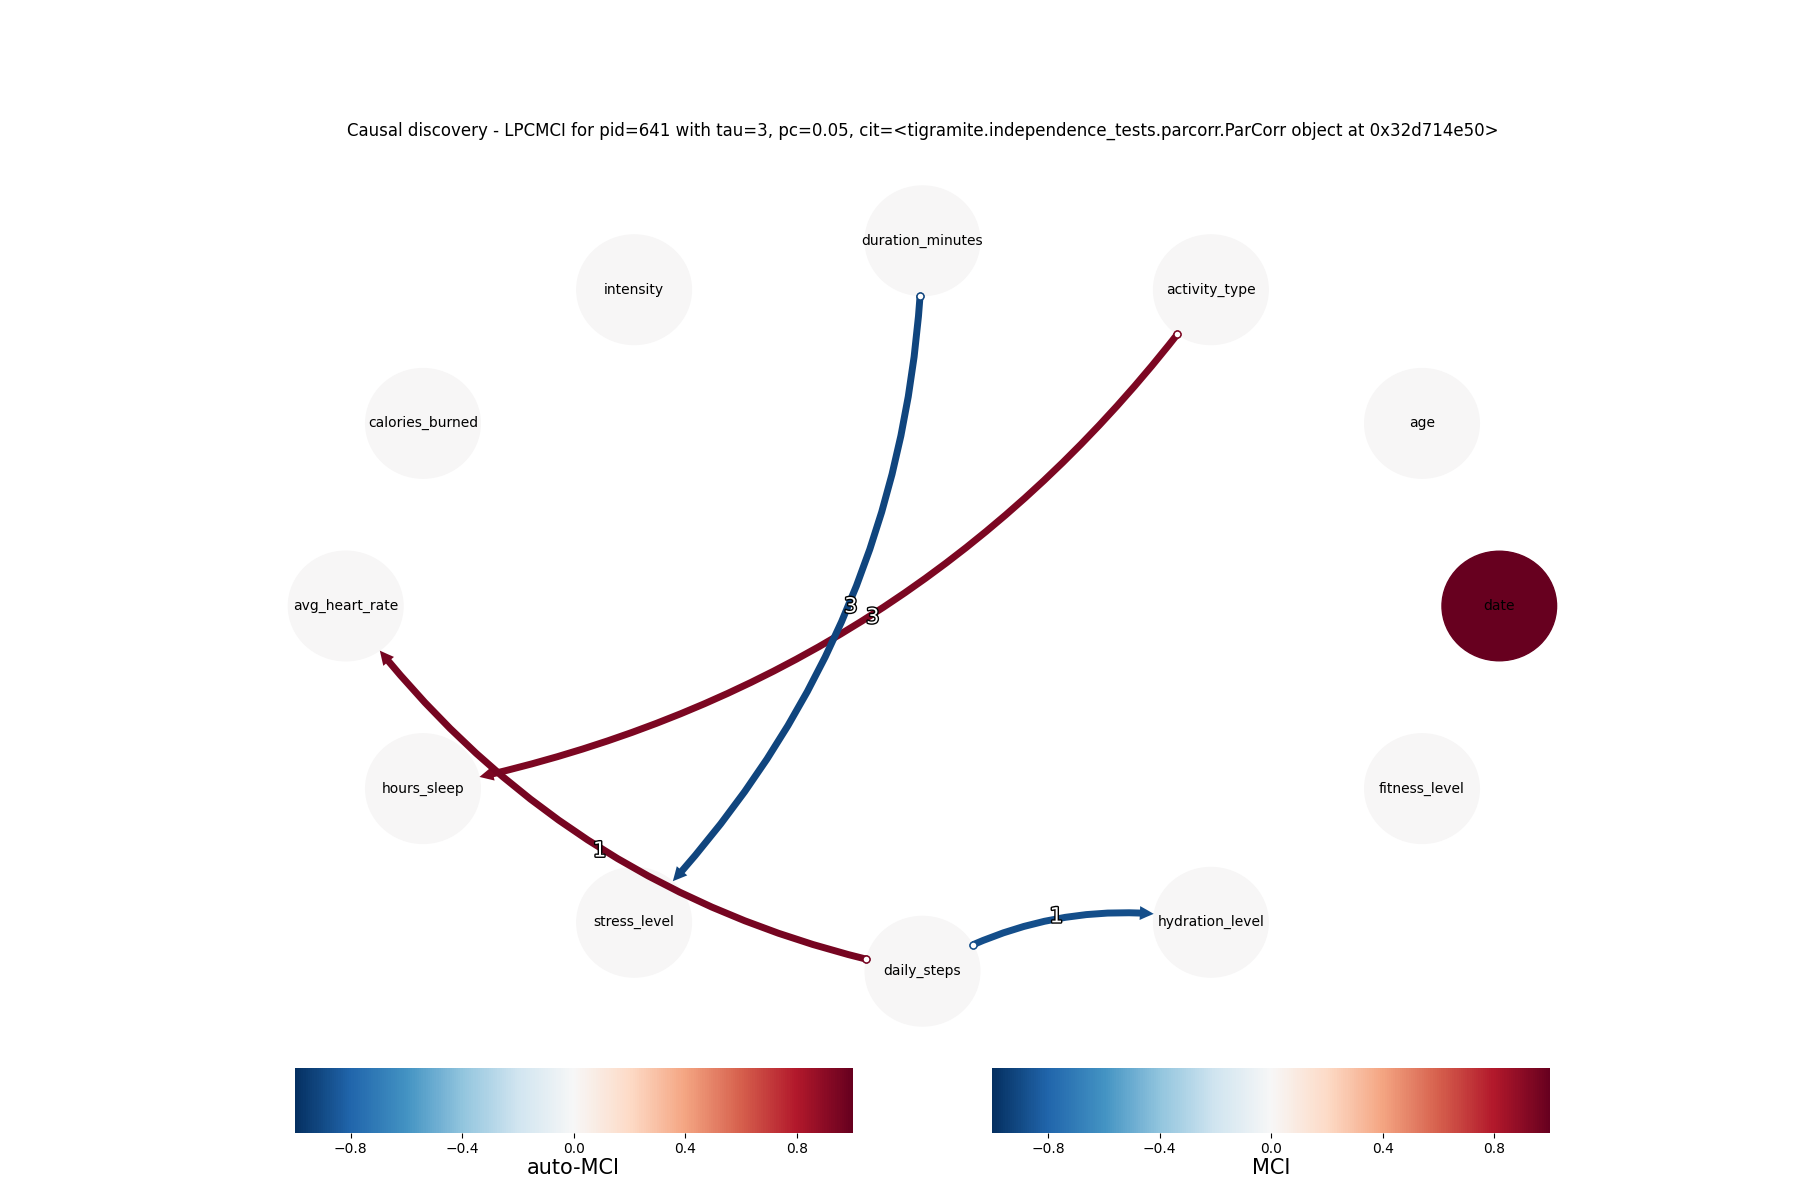 Causal discovery - LPCMCI for pid=641 with tau=3, pc=0.05, cit=<tigramite.independence_tests.parcorr.ParCorr object at 0x32d714e50>
duration_minutes
intensity
activity_type
calories_burned
age
avg_heart_rate
3
3
date
hours_sleep
fitness_level
1
stress_level
1
hydration_level
daily_steps
−0.8 −0.4 0.0 0.4 0.8
auto-MCI
−0.8 −0.4 0.0 0.4 0.8
MCI